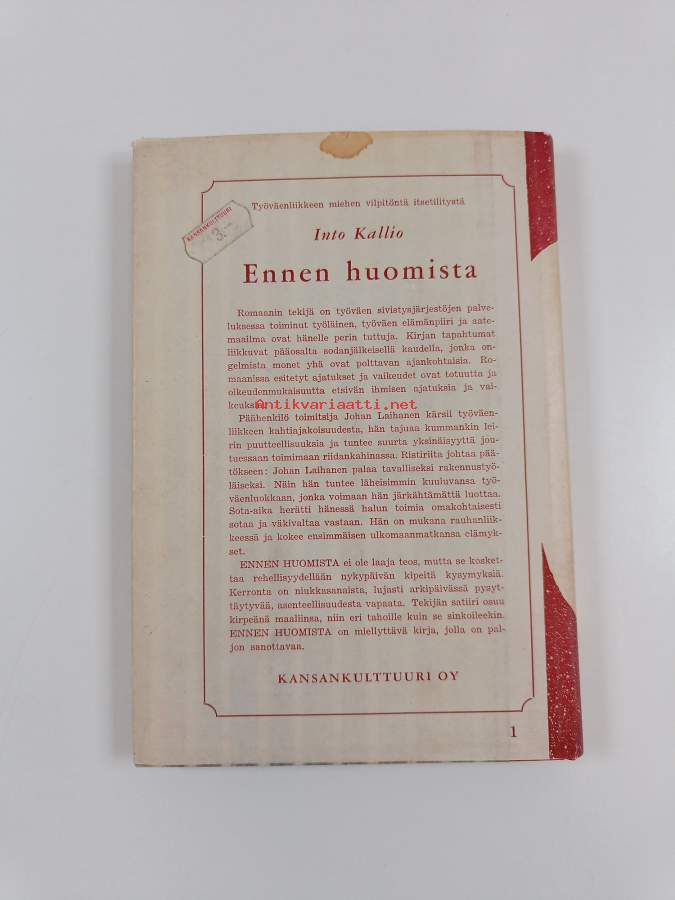 Työväenliikkeen miehen vilpitöntä itsetilitystä
KANSANKULTTUURI
3:—
Into Kallio
Ennen huomista
Romaanin tekijä on työväen sivistysjärjestöjen palve-
luksessa toiminut työläinen, työväen elämänpiiri ja aate-
maailma ovat hänelle perin tuttuja. Kirjan tapahtumat
liikkuvat pääosalta sodanjälkeisellä kaudella, jonka on-
gelmista monet yhä ovat polttavan ajankohtaisia. Ro-
maanissa esitetyt ajatukset ja vaikeudet ovat totuutta ja
oikeudenmukaisuutta etsivän ihmisen ajatuksia ja vai-
keuksia.
Antikvariaatti.net
Päähenkilö toimitsija Johan Laihanen kärsii työväen-
liikkeen kahtiajakoisuudesta, hän tajuaa kummankin lei-
rin puutteellisuuksia ja tuntee suurta yksinäisyyttä jou-
tuessaan toimimaan riidankahinassa. Ristiriita johtaa pää-
tökseen: Johan Laihanen palaa tavalliseksi rakennustyö-
läiseksi. Näin hän tuntee läheisimmin kuuluvansa työ-
väenluokkaan, jonka voimaan hän järkähtämättä luottaa.
Sota-aika herätti hänessä halun toimia omakohtaisesti
sotaa ja väkivaltaa vastaan. Hän on mukana rauhanliik-
keessä ja kokee ensimmäisen ulkomaanmatkansa elämyk-
set.
ENNEN HUOMISTA ei ole laaja teos, mutta se kosket-
taa rehellisyydellään nykypäivän kipeitä kysymyksiä.
Kerronta on niukkasanaista, lujasti arkipäivässä pysyt-
täytyvää, asenteellisuudesta vapaata. Tekijän satiiri osuu
kirpeänä maaliinsa, niin eri tahoille kuin se sinkoileekin.
ENNEN HUOMISTA on miellyttävä kirja, jolla on pal-
jon sanottavaa.
KANSANKULTTUURI OY
1